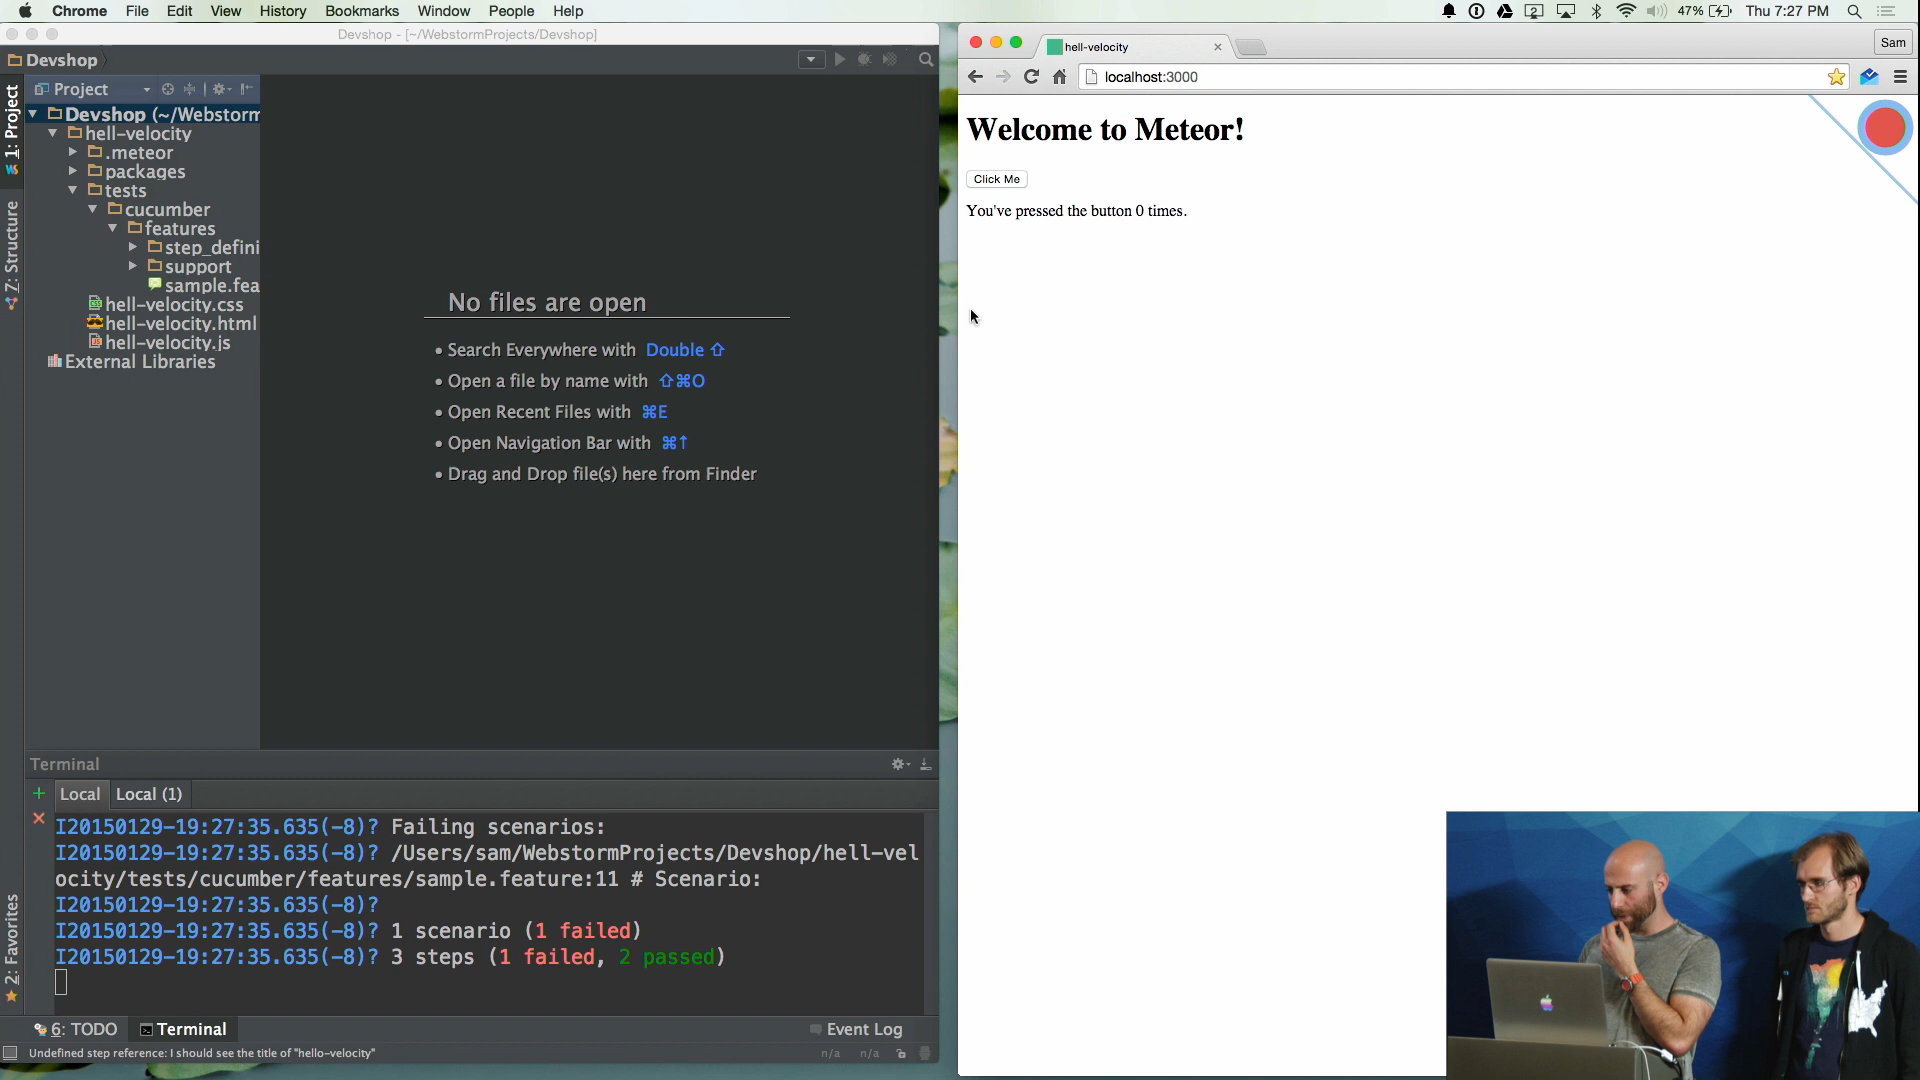 Chrome File Edit View History Bookmarks Window People Help
47% Thu 7:27 PM
Devshop - [~/WebstormProjects/Devshop]
Devshop
1: Project
Z: Structure
2: Favorites
Project
Devshop (~/Webstorm
hell-velocity
.meteor
packages
tests
cucumber
features
step_defini
support
sample.fea
hell-velocity.css
hell-velocity.html
hell-velocity.js
External Libraries
No files are open
• Search Everywhere with Double ⇧
• Open a file by name with ⇧⌘O
• Open Recent Files with ⌘E
• Open Navigation Bar with ⌘↑
• Drag and Drop file(s) here from Finder
Terminal
Local Local (1)
I20150129-19:27:35.635(-8)? Failing scenarios:
I20150129-19:27:35.635(-8)? /Users/sam/WebstormProjects/Devshop/hell-vel
ocity/tests/cucumber/features/sample.feature:11 # Scenario:
I20150129-19:27:35.635(-8)?
I20150129-19:27:35.635(-8)? 1 scenario (1 failed)
I20150129-19:27:35.635(-8)? 3 steps (1 failed, 2 passed)
6: TODO Terminal Event Log
Undefined step reference: I should see the title of "hello-velocity" n/a n/a
hell-velocity
Sam
localhost:3000
Welcome to Meteor!
Click Me
You've pressed the button 0 times.